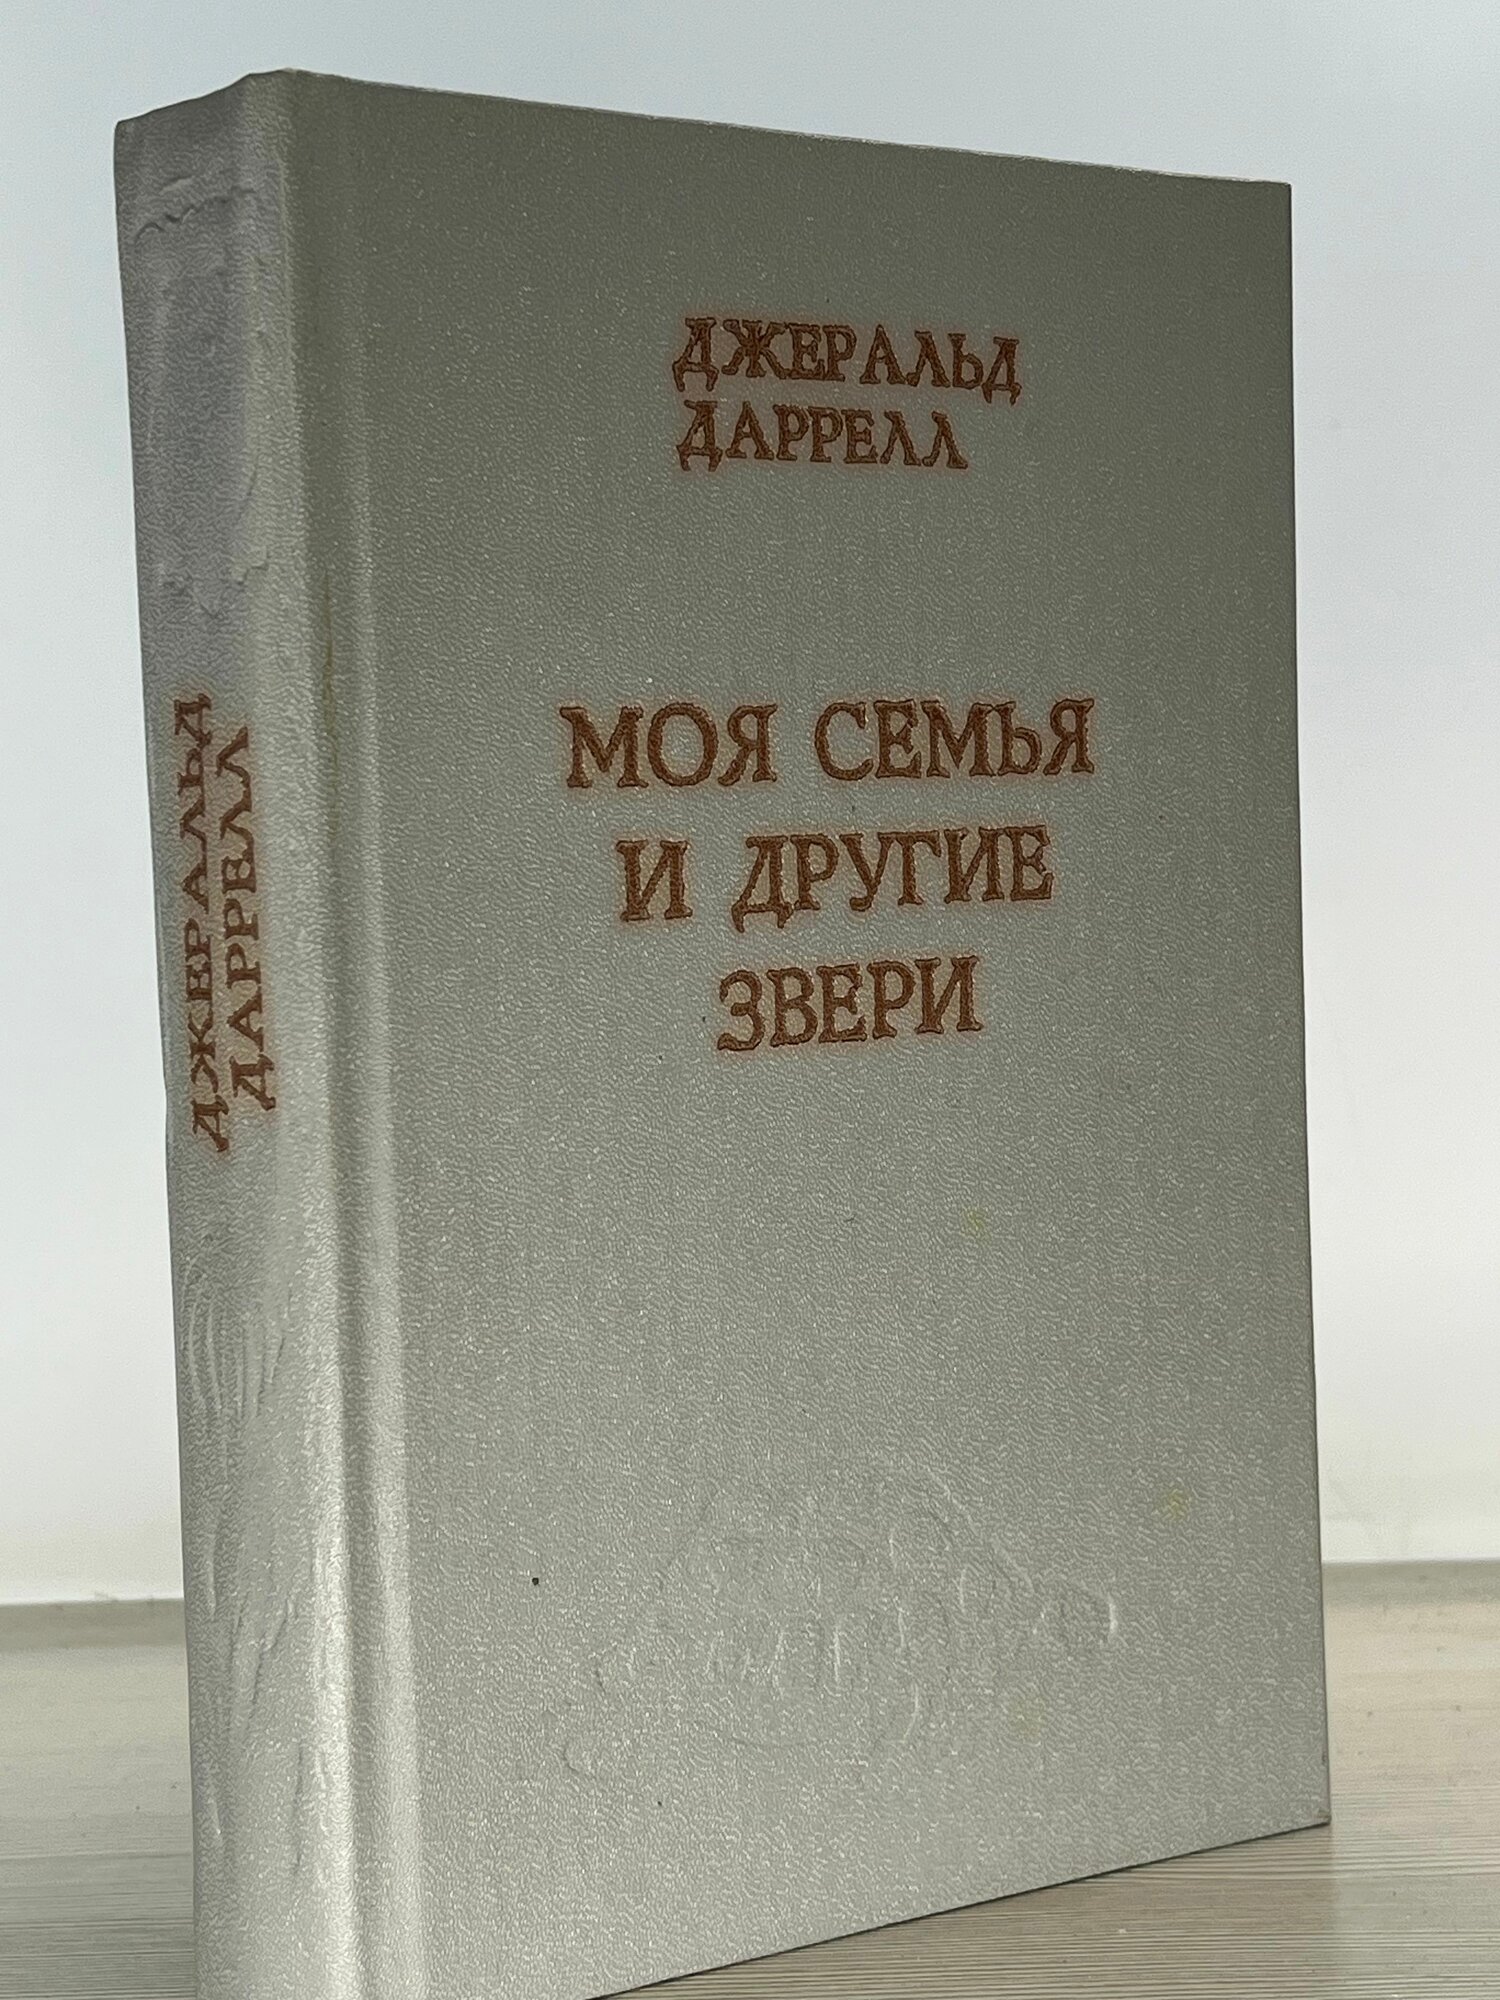 ДЖЕРАЛЬД
ДАРРЕЛЛ
МОЯ СЕМЬЯ
И ДРУГИЕ
ЗВЕРИ
ДЖЕРАЛЬД
ДАРРЕЛЛ